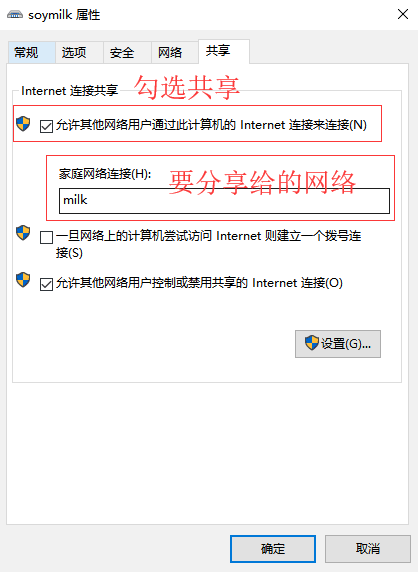 soymilk 属性
常规 选项 安全 网络 共享
Internet 连接共享
勾选共享
允许其他网络用户通过此计算机的 Internet 连接来连接(N)
家庭网络连接(H):
要分享给的网络
milk
一旦网络上的计算机尝试访问 Internet 则建立一个拨号连
接(S)
允许其他网络用户控制或禁用共享的 Internet 连接(O)
设置(G)...
确定 取消